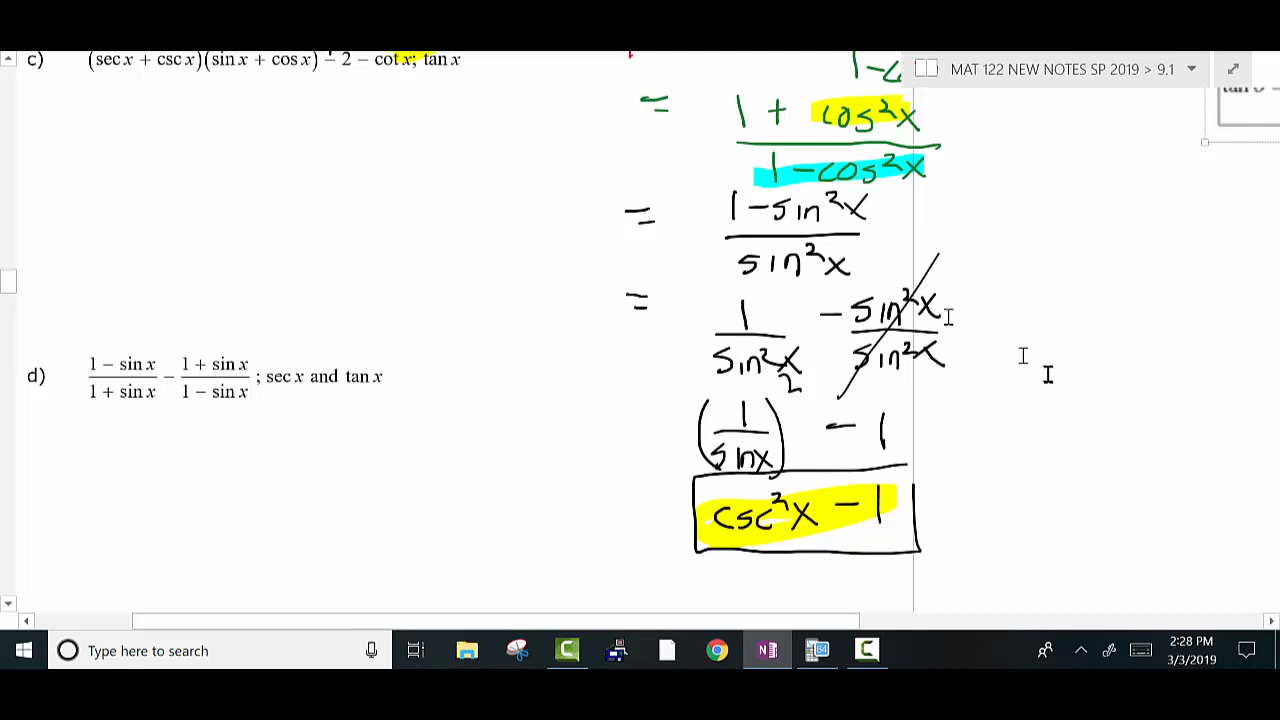 c) (sec x + csc x)(sin x + cos x) − 2 − cot x; tan x
MAT 122 NEW NOTES SP 2019 > 9.1
= 1 + cos²x
1 − cos²x
= 1 − sin²x
sin²x
= 1 − sin²x
sin²x sin²x
(1 / sin x)² − 1
csc²x − 1
d) 1 − sin x / 1 + sin x − 1 + sin x / 1 − sin x ; sec x and tan x
Type here to search
84
2:28 PM
3/3/2019